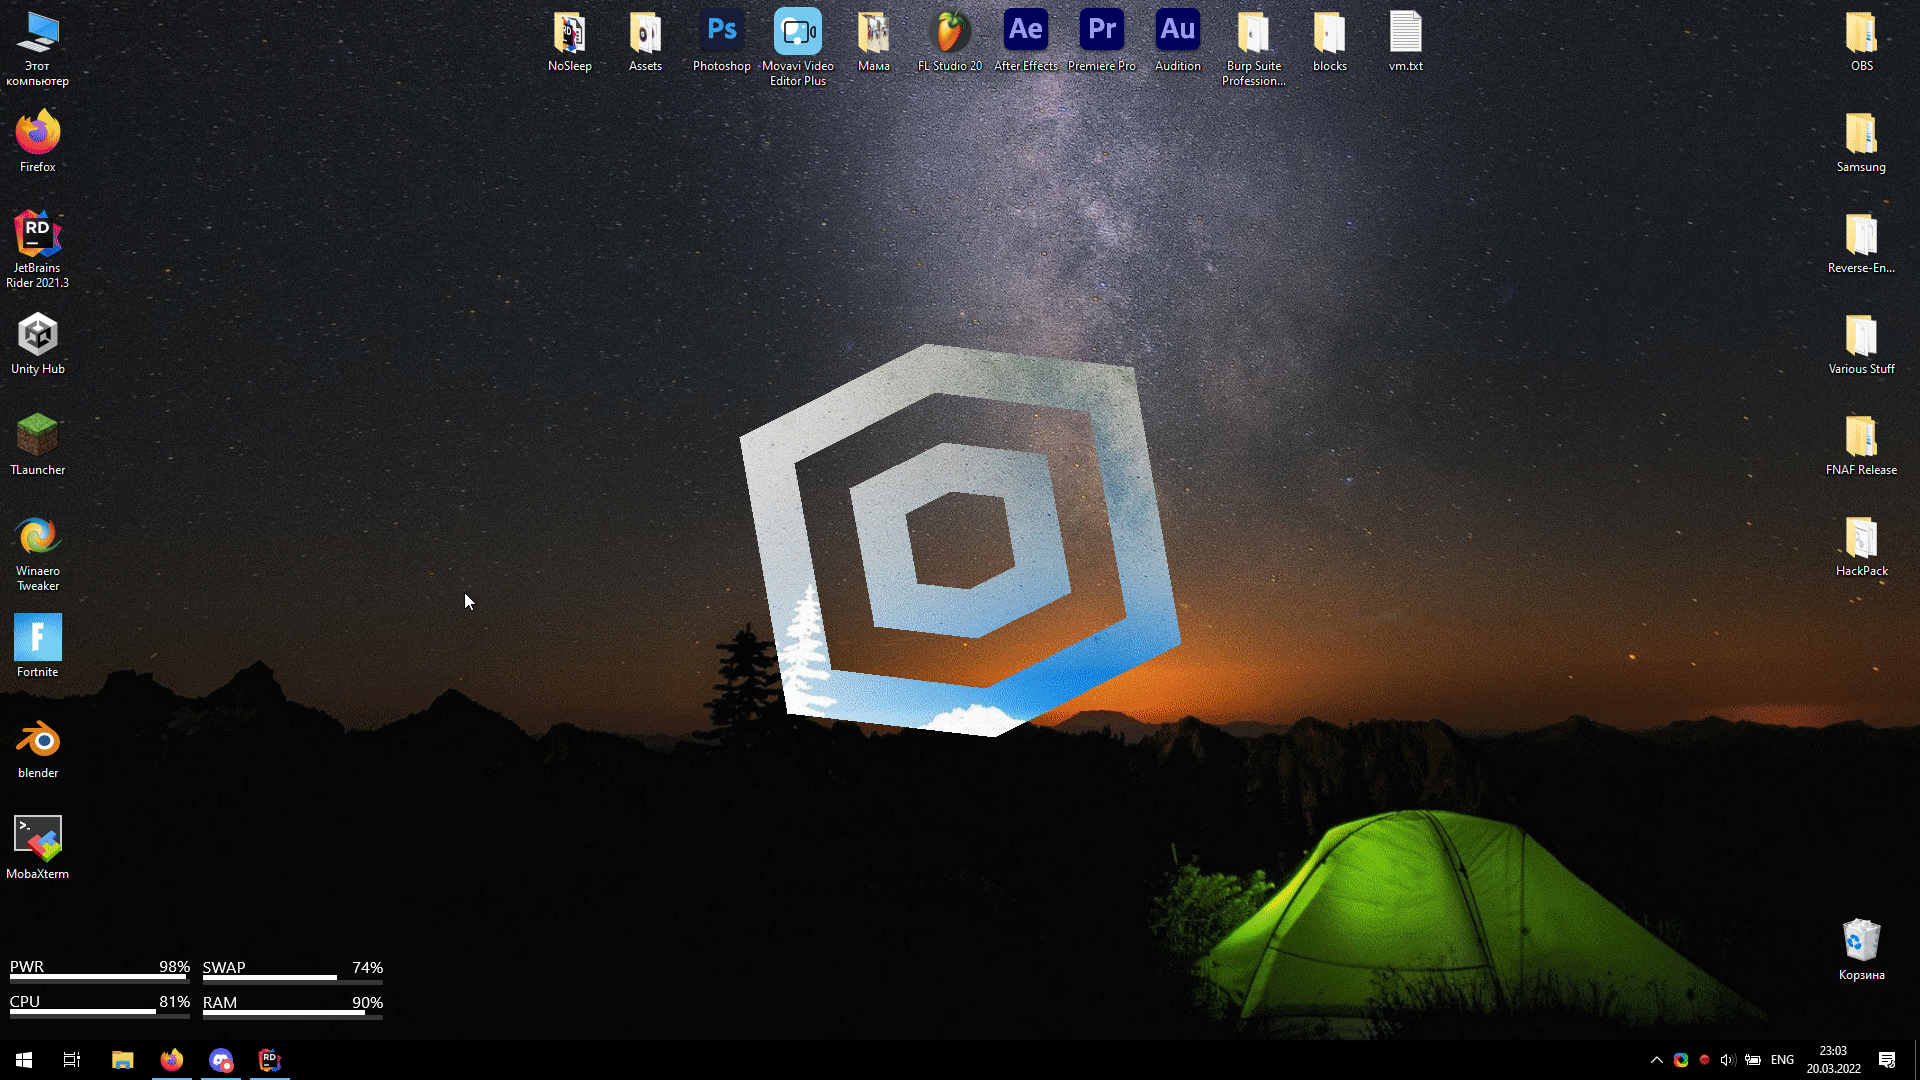 Этот
компьютер
Firefox
RD
JetBrains
Rider 2021.3
Unity Hub
TLauncher
Winaero
Tweaker
F
Fortnite
blender
>_
MobaXterm
NoSleep
Assets
Ps
Photoshop
Movavi Video
Editor Plus
Мама
FL Studio 20
Ae
After Effects
Pr
Premiere Pro
Au
Audition
Burp Suite
Profession...
blocks
vm.txt
OBS
Samsung
Reverse-En...
Various Stuff
FNAF Release
HackPack
Корзина
PWR 98%
SWAP 74%
CPU 81%
RAM 90%
RD
ENG
23:03
20.03.2022